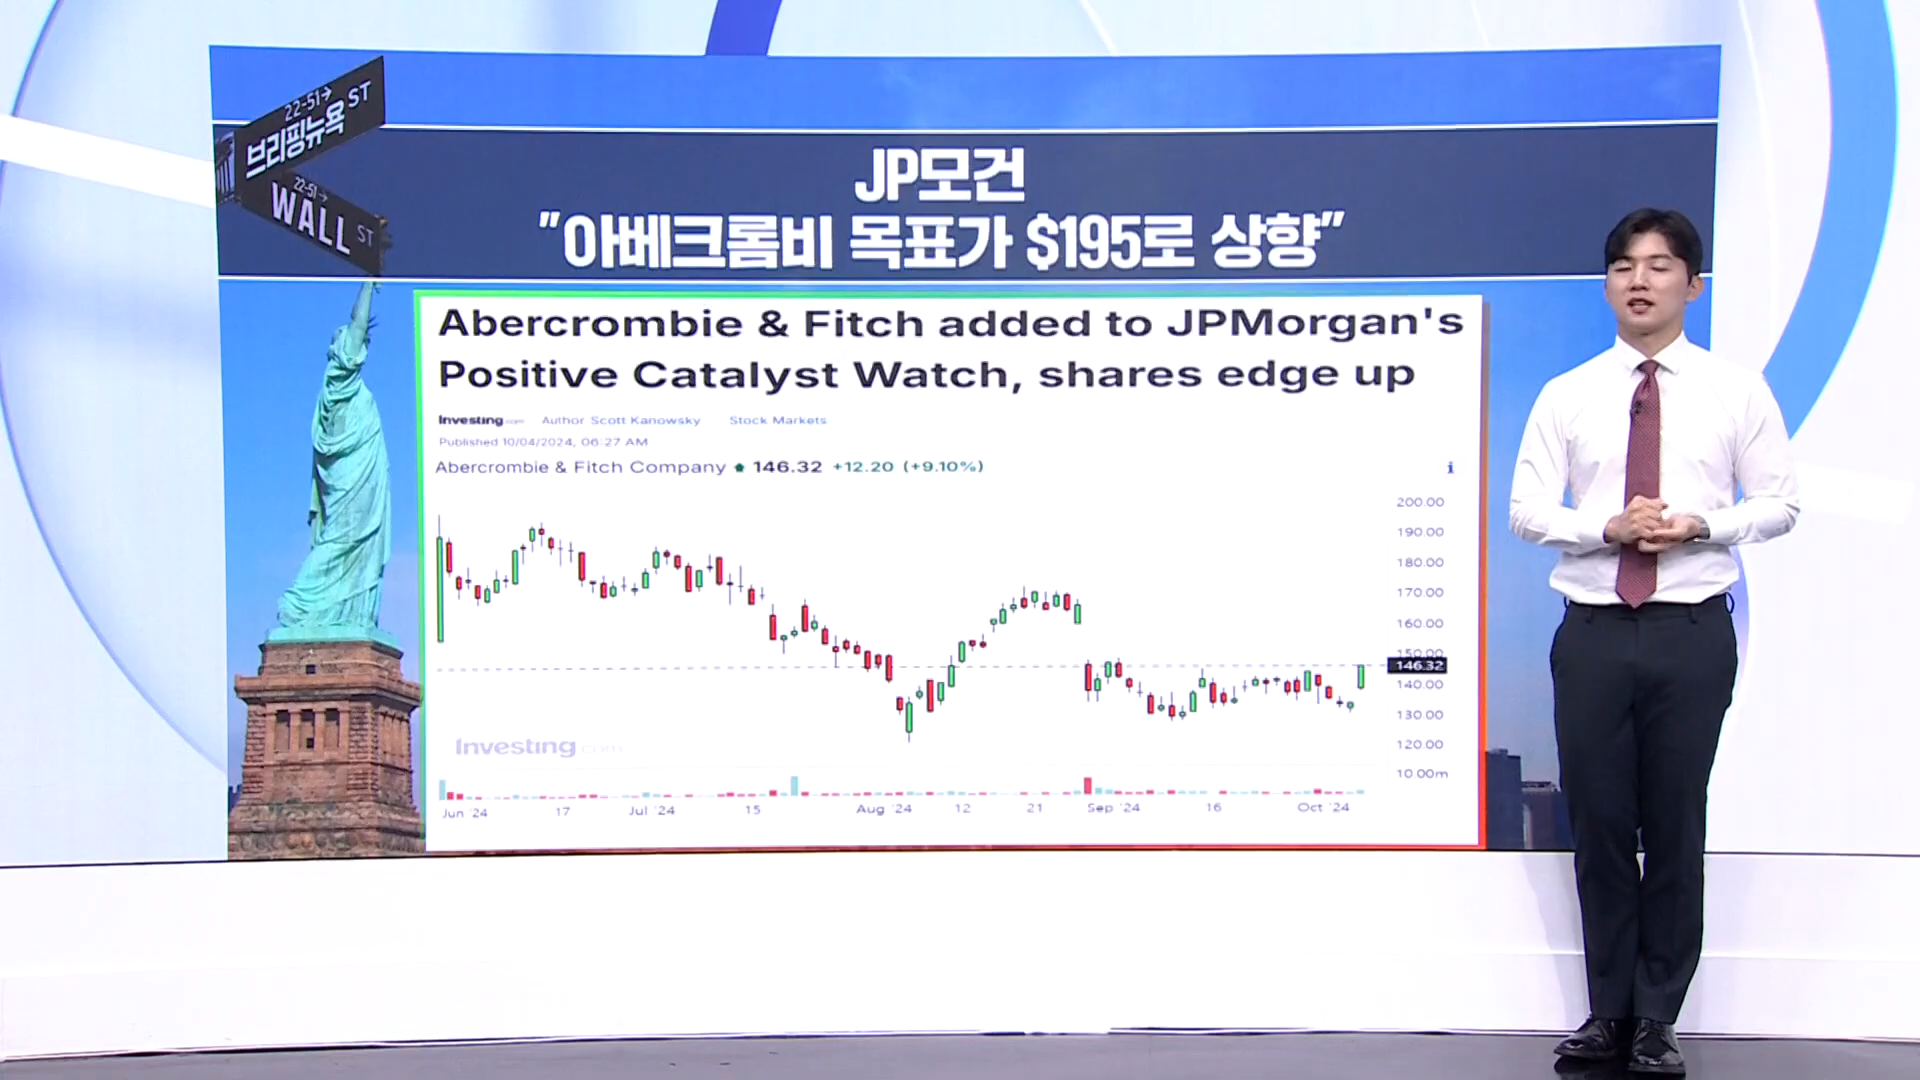 22-51→ ST
브리핑뉴욕
22-51→
WALL ST
JP모건
"아베크롬비 목표가 $195로 상향"
Abercrombie & Fitch added to JPMorgan's
Positive Catalyst Watch, shares edge up
Investing.com Author Scott Kanowsky Stock Markets
Published 10/04/2024, 06:27 AM
Abercrombie & Fitch Company 146.32 +12.20 (+9.10%) i
200.00
190.00
180.00
170.00
160.00
150.00
146.32
140.00
130.00
120.00
Investing.com
10.00m
Jun '24 17 Jul '24 15 Aug '24 12 21 Sep '24 16 Oct '24